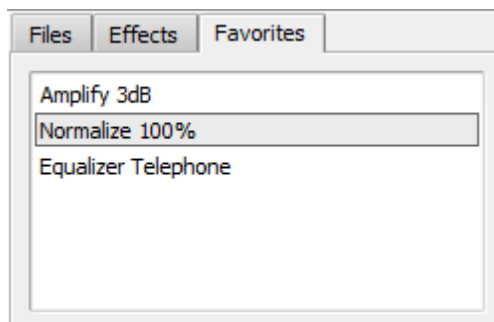 Files Effects Favorites
Amplify 3dB
Normalize 100%
Equalizer Telephone